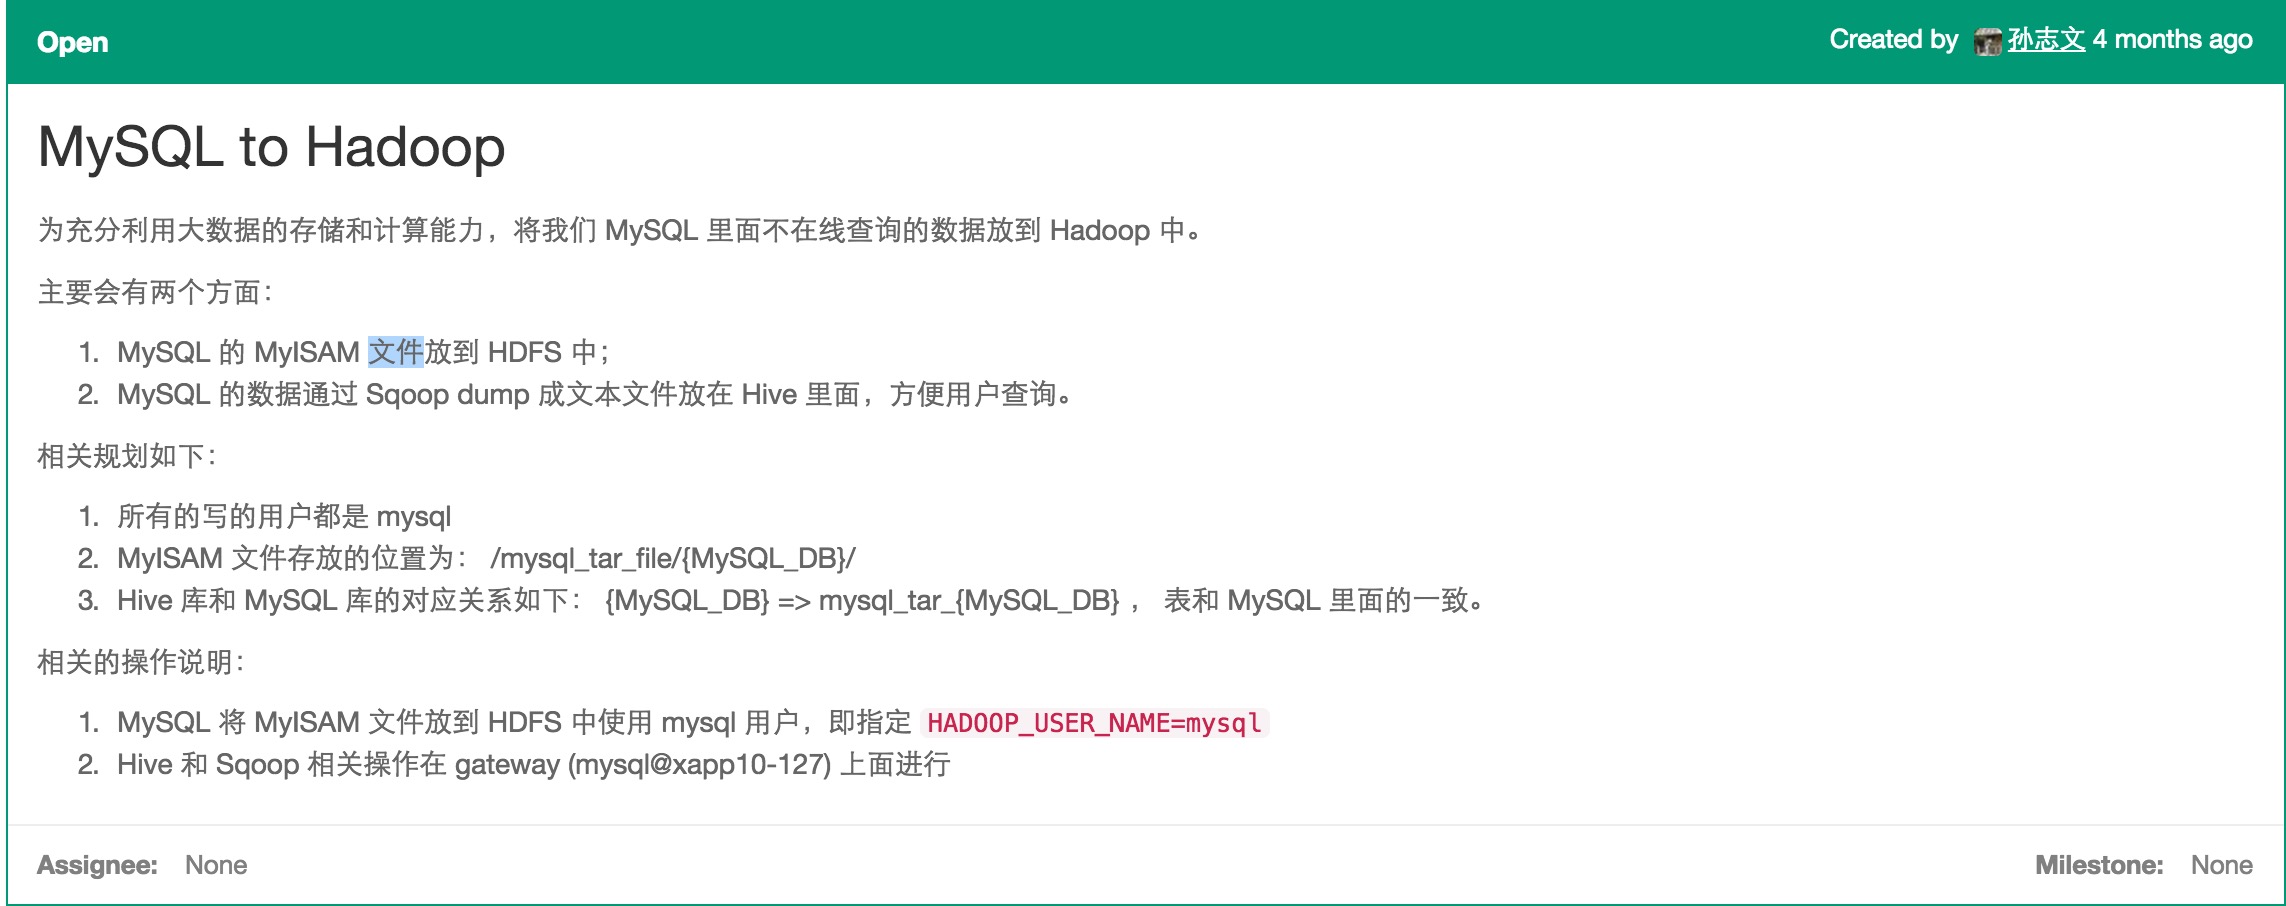 Open
Created by 孙志文 4 months ago
MySQL to Hadoop
为充分利用大数据的存储和计算能力，将我们 MySQL 里面不在线查询的数据放到 Hadoop 中。
主要会有两个方面：
1. MySQL 的 MyISAM 文件放到 HDFS 中；
2. MySQL 的数据通过 Sqoop dump 成文本文件放在 Hive 里面，方便用户查询。
相关规划如下：
1. 所有的写的用户都是 mysql
2. MyISAM 文件存放的位置为： /mysql_tar_file/{MySQL_DB}/
3. Hive 库和 MySQL 库的对应关系如下： {MySQL_DB} => mysql_tar_{MySQL_DB} ， 表和 MySQL 里面的一致。
相关的操作说明：
1. MySQL 将 MyISAM 文件放到 HDFS 中使用 mysql 用户，即指定 HADOOP_USER_NAME=mysql
2. Hive 和 Sqoop 相关操作在 gateway (mysql@xapp10-127) 上面进行
Assignee: None
Milestone: None